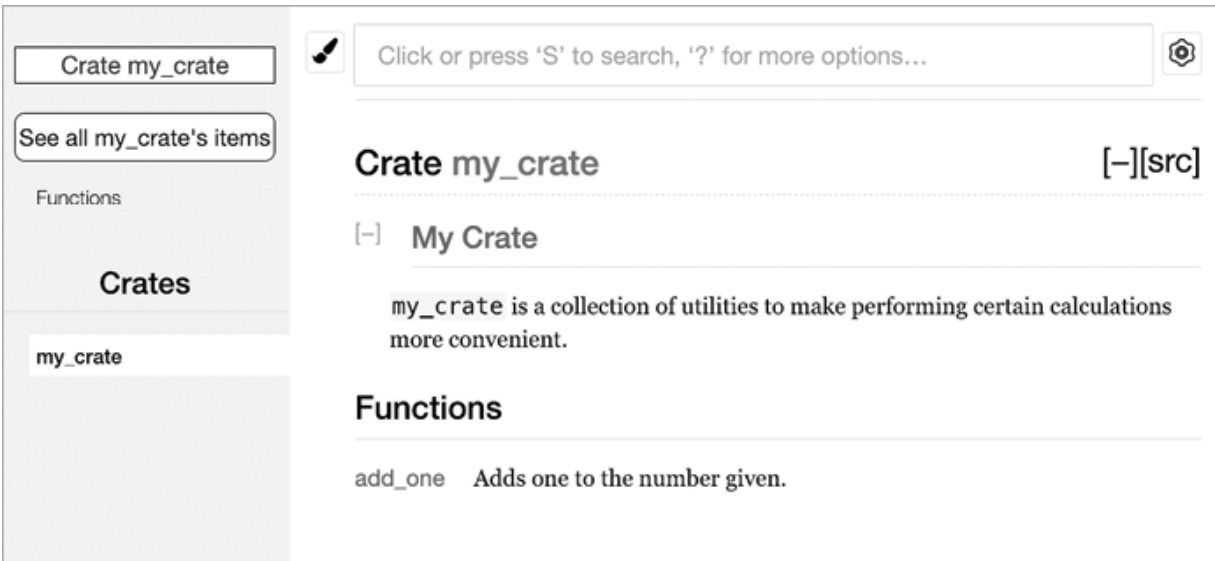 Crate my_crate
See all my_crate's items
Functions
Crates
my_crate
Click or press ‘S’ to search, ‘?’ for more options…
Crate my_crate [–][src]
[–] My Crate
my_crate is a collection of utilities to make performing certain calculations
more convenient.
Functions
add_one Adds one to the number given.